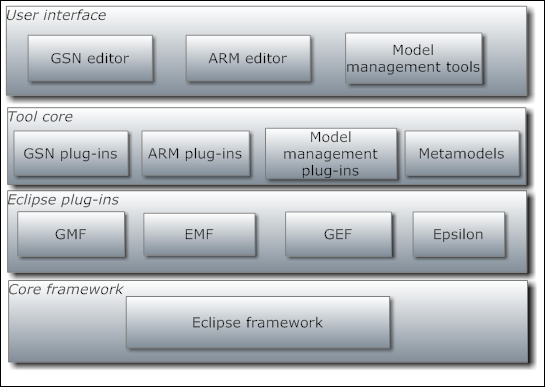 User interface
GSN editor
ARM editor
Model
management tools
Tool core
GSN plug-ins
ARM plug-ins
Model
management
plug-ins
Metamodels
Eclipse plug-ins
GMF
EMF
GEF
Epsilon
Core framework
Eclipse framework